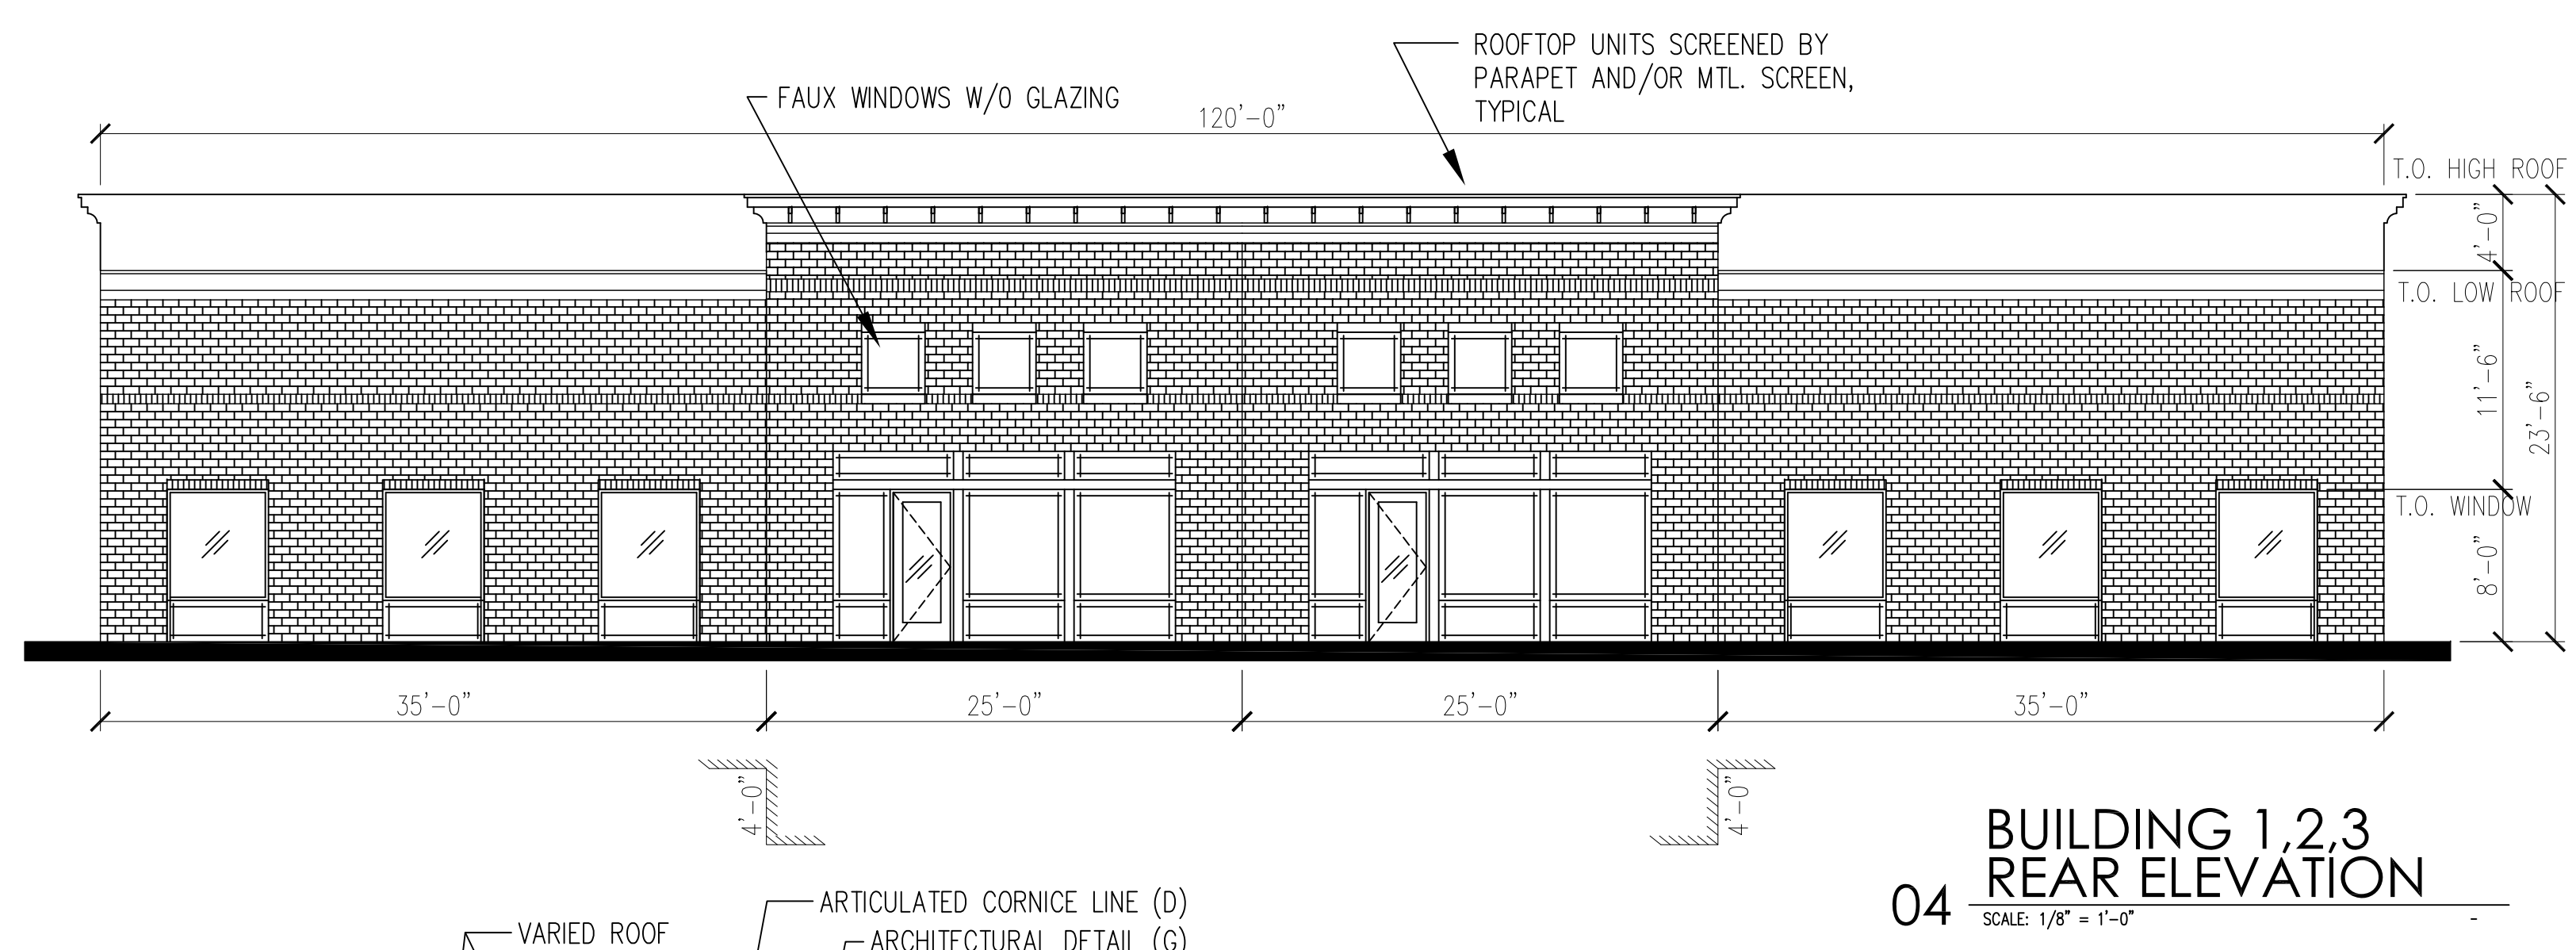 ROOFTOP UNITS SCREENED BY
PARAPET AND/OR MTL. SCREEN,
TYPICAL
FAUX WINDOWS W/O GLAZING
120'-0"
T.O. HIGH ROOF
4'-0"
T.O. LOW ROOF
11'-6"
23'-6"
T.O. WINDOW
8'-0"
35'-0"
25'-0"
25'-0"
35'-0"
4'-0"
4'-0"
BUILDING 1,2,3
REAR ELEVATION
04
SCALE: 1/8" = 1'-0"
-
ARTICULATED CORNICE LINE (D)
VARIED ROOF
ARCHITECTURAL DETAIL (G)